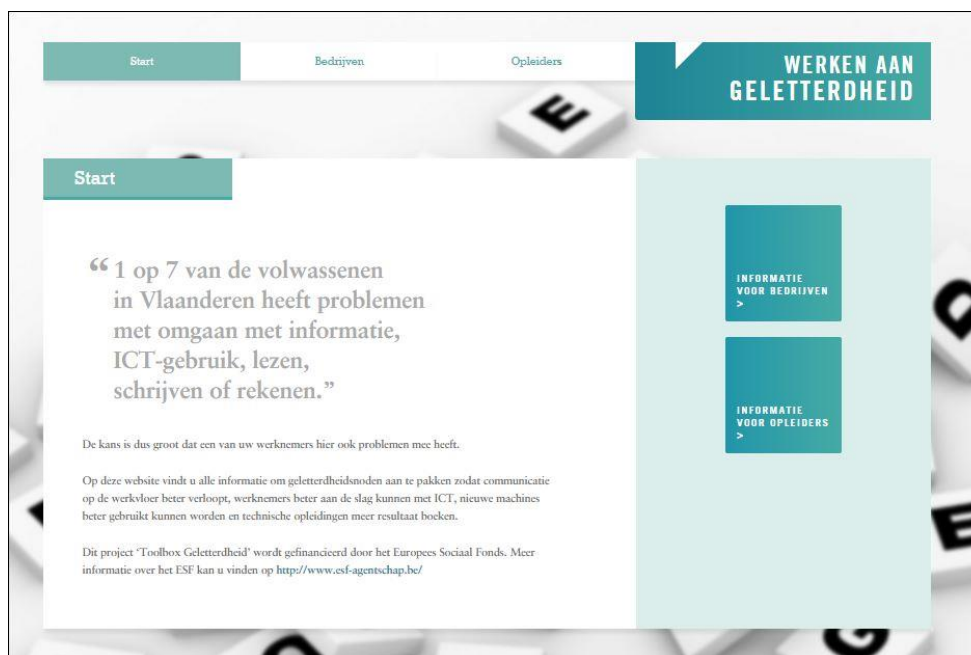 Start
Bedrijven
Opleiders
WERKEN AAN
GELETTERDHEID
Start
“ 1 op 7 van de volwassenen
in Vlaanderen heeft problemen
met omgaan met informatie,
ICT-gebruik, lezen,
schrijven of rekenen.”
De kans is dus groot dat een van uw werknemers hier ook problemen mee heeft.
Op deze website vindt u alle informatie om geletterdheidsnoden aan te pakken zodat communicatie
op de werkvloer beter verloopt, werknemers beter aan de slag kunnen met ICT, nieuwe machines
beter gebruikt kunnen worden en technische opleidingen meer resultaat boeken.
Dit project ‘Toolbox Geletterdheid’ wordt gefinancieerd door het Europees Sociaal Fonds. Meer
informatie over het ESF kan u vinden op http://www.esf-agentschap.be/
INFORMATIE
VOOR BEDRIJVEN
>
INFORMATIE
VOOR OPLEIDERS
>
E
E
G